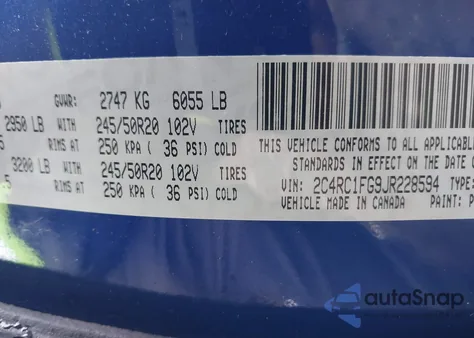 GVWR: 2747 KG 6055 LB
2950 LB WITH 245/50R20 102V TIRES
RIMS AT 250 KPA ( 36 PSI) COLD
3200 LB WITH 245/50R20 102V TIRES
5 RIMS AT 250 KPA ( 36 PSI) COLD
THIS VEHICLE CONFORMS TO ALL APPLICABL
STANDARDS IN EFFECT ON THE DATE O
VIN: 2C4RC1FG9JR228594 TYPE:
VEHICLE MADE IN CANADA PAINT: P
autoSnap